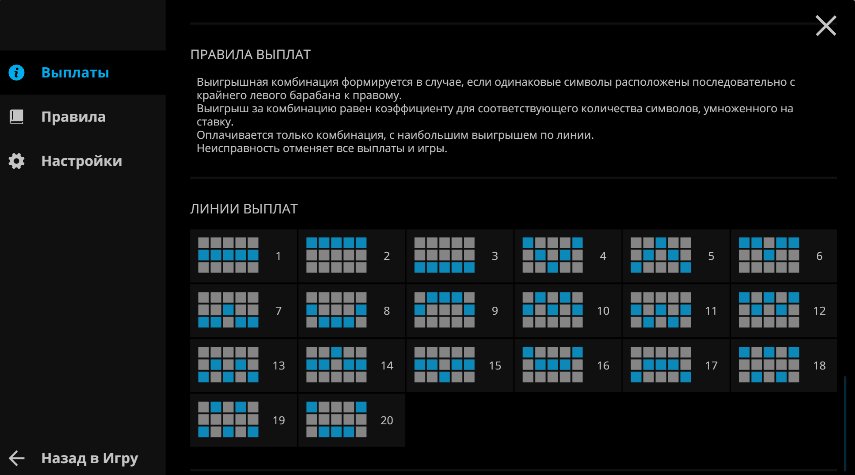 Выплаты
Правила
Настройки
Назад в Игру
ПРАВИЛА ВЫПЛАТ
Выигрышная комбинация формируется в случае, если одинаковые символы расположены последовательно с
крайнего левого барабана к правому.
Выигрыш за комбинацию равен коэффициенту для соответствующего количества символов, умноженного на
ставку.
Оплачивается только комбинация, с наибольшим выигрышем по линии.
Неисправность отменяет все выплаты и игры.
ЛИНИИ ВЫПЛАТ
1 2 3 4 5 6
7 8 9 10 11 12
13 14 15 16 17 18
19 20